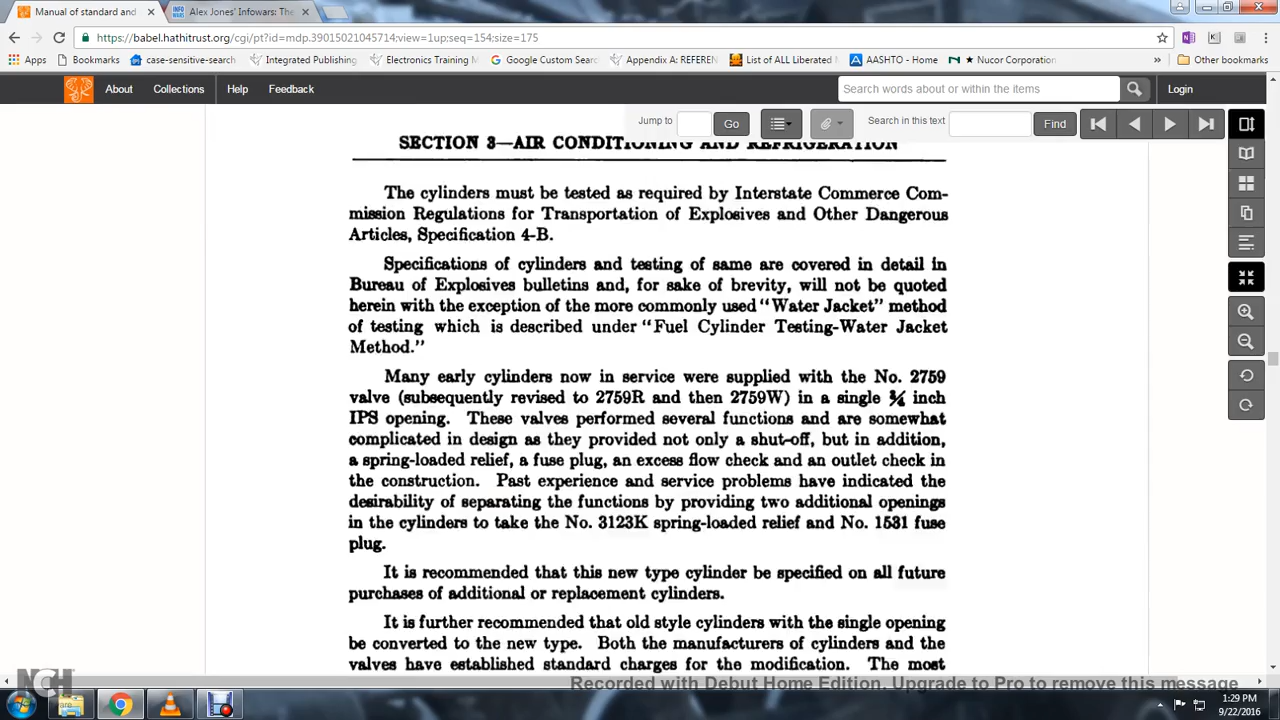 Manual of standard and
Alex Jones' Infowars: The
https://babel.hathitrust.org/cgi/pt?id=mdp.39015021045714;view=1up;seq=154;size=175
Apps Bookmarks case-sensitive-search Integrated Publishing Electronics Training M Google Custom Sear Appendix A: REFEREN List of ALL Liberated AASHTO - Home Nucor Corporation » Other bookmarks
About Collections Help Feedback Search words about or within the items Login
Jump to Go Search in this text Find
SECTION 3—AIR CONDITIONING AND REFRIGERATION
The cylinders must be tested as required by Interstate Commerce Com-
mission Regulations for Transportation of Explosives and Other Dangerous
Articles, Specification 4-B.
Specifications of cylinders and testing of same are covered in detail in
Bureau of Explosives bulletins and, for sake of brevity, will not be quoted
herein with the exception of the more commonly used "Water Jacket" method
of testing which is described under "Fuel Cylinder Testing-Water Jacket
Method."
Many early cylinders now in service were supplied with the No. 2759
valve (subsequently revised to 2759R and then 2759W) in a single ¾ inch
IPS opening. These valves performed several functions and are somewhat
complicated in design as they provided not only a shut-off, but in addition,
a spring-loaded relief, a fuse plug, an excess flow check and an outlet check in
the construction. Past experience and service problems have indicated the
desirability of separating the functions by providing two additional openings
in the cylinders to take the No. 3123K spring-loaded relief and No. 1531 fuse
plug.
It is recommended that this new type cylinder be specified on all future
purchases of additional or replacement cylinders.
It is further recommended that old style cylinders with the single opening
be converted to the new type. Both the manufacturers of cylinders and the
valves have established standard charges for the modification. The most
NCH
Recorded with Debut Home Edition. Upgrade to Pro to remove this message
1:29 PM
9/22/2016